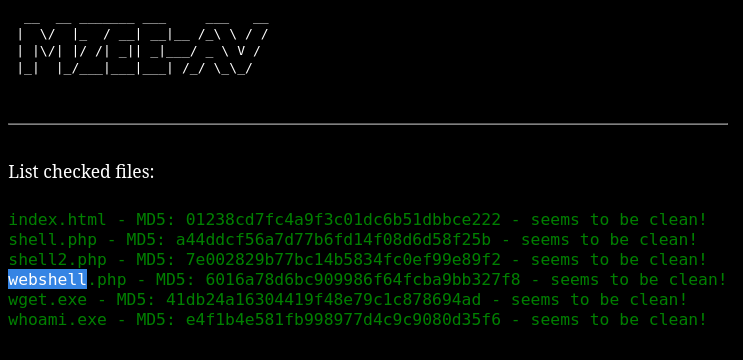 MZEE-AV
List checked files:
index.html - MD5: 01238cd7fc4a9f3c01dc6b51dbbce222 - seems to be clean!
shell.php - MD5: a44ddcf56a7d77b6fd14f08d6d58f25b - seems to be clean!
shell2.php - MD5: 7e002829b77bc14b5834fc0ef99e89f2 - seems to be clean!
webshell.php - MD5: 6016a78d6bc909986f64fcba9bb327f8 - seems to be clean!
wget.exe - MD5: 41db24a16304419f48e79c1c878694ad - seems to be clean!
whoami.exe - MD5: e4f1b4e581fb998977d4c9c9080d35f6 - seems to be clean!